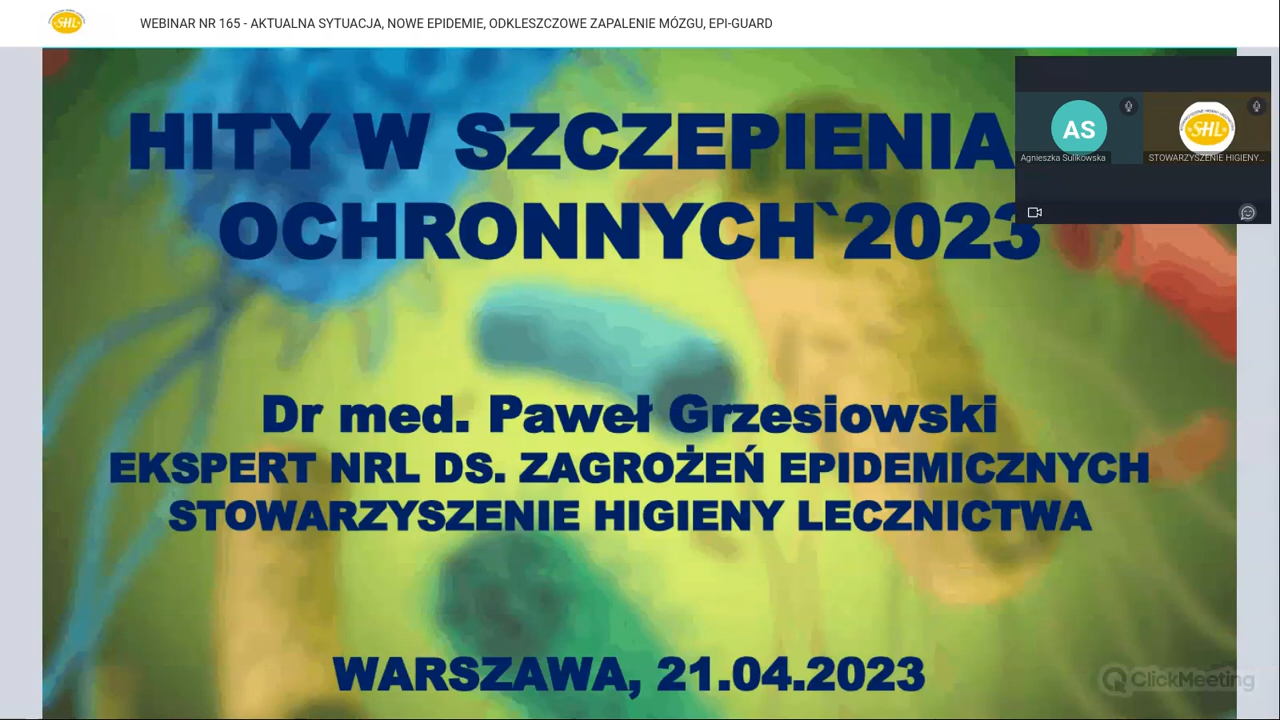 SHL
WEBINAR NR 165 - AKTUALNA SYTUACJA, NOWE EPIDEMIE, ODKLESZCZOWE ZAPALENIE MÓZGU, EPI-GUARD
HITY W SZCZEPIENIA
OCHRONNYCH`2023
AS
Agnieszka Sulikowska
SHL
STOWARZYSZENIE HIGIENY...
Dr med. Paweł Grzesiowski
EKSPERT NRL DS. ZAGROŻEŃ EPIDEMICZNYCH
STOWARZYSZENIE HIGIENY LECZNICTWA
WARSZAWA, 21.04.2023
ClickMeeting